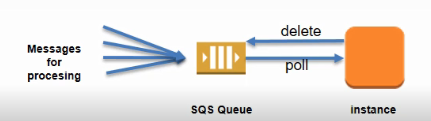 Messages
for
procesing
delete
poll
SQS Queue
instance